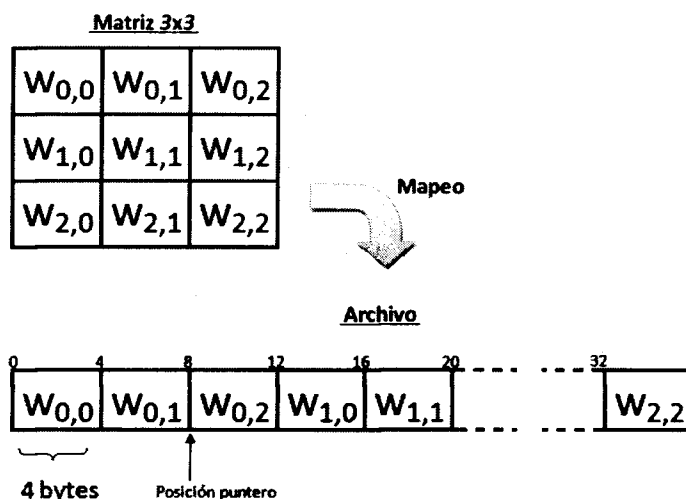 Matriz 3x3
W0,0 W0,1 W0,2
W1,0 W1,1 W1,2
W2,0 W2,1 W2,2
Mapeo
Archivo
0 4 8 12 16 20 32
W0,0 W0,1 W0,2 W1,0 W1,1 W2,2
4 bytes
Posición puntero